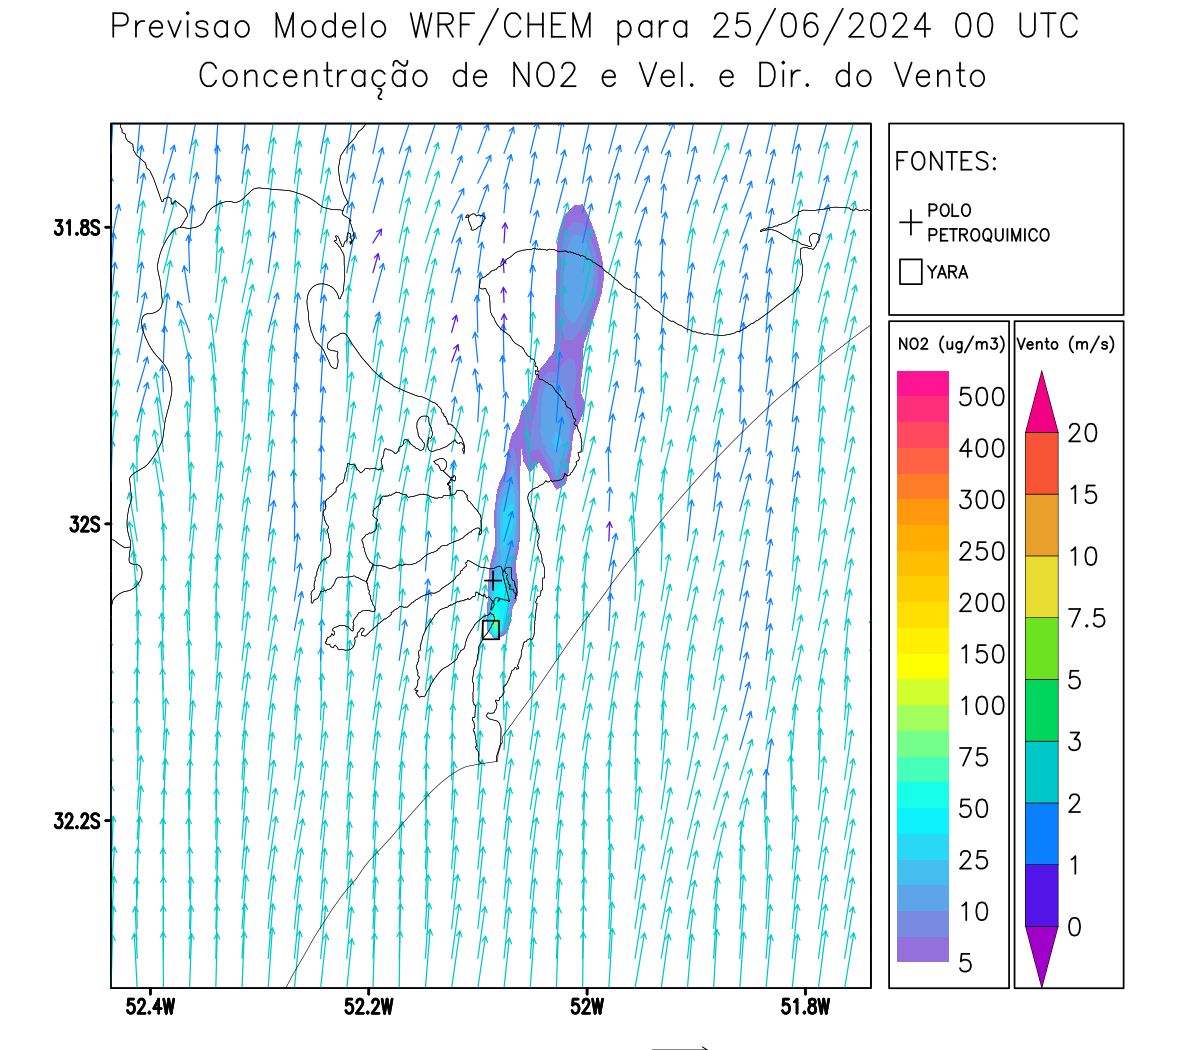 Previsao Modelo WRF/CHEM para 25/06/2024 00 UTC
Concentração de NO2 e Vel. e Dir. do Vento
FONTES:
POLO
PETROQUIMICO
YARA
31.8S
32S
32.2S
52.4W
52.2W
52W
51.8W
NO2 (ug/m3)
500
400
300
250
200
150
100
75
50
25
10
5
Vento (m/s)
20
15
10
7.5
5
3
2
1
0